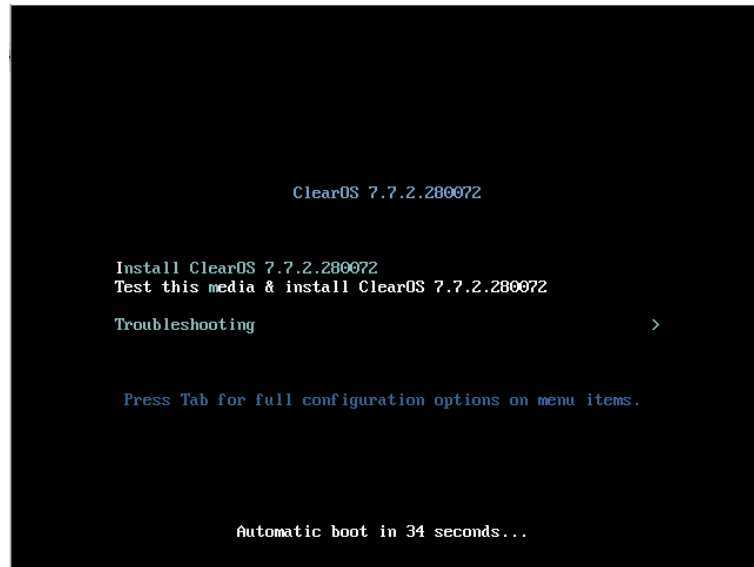 ClearOS 7.7.2.280072
Install ClearOS 7.7.2.280072
Test this media & install ClearOS 7.7.2.280072
Troubleshooting >
Press Tab for full configuration options on menu items.
Automatic boot in 34 seconds...